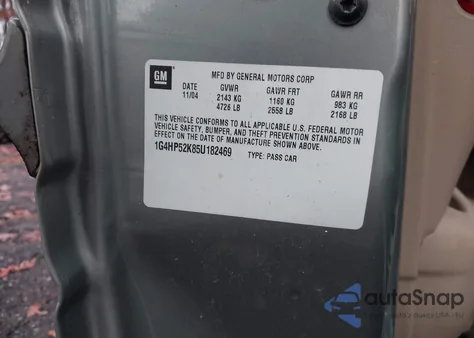 GM
MFD BY GENERAL MOTORS CORP
DATE GVWR GAWR FRT GAWR RR
11/04 2143 KG 1160 KG 983 KG
4726 LB 2558 LB 2168 LB
THIS VEHICLE CONFORMS TO ALL APPLICABLE U.S. FEDERAL MOTOR
VEHICLE SAFETY, BUMPER, AND THEFT PREVENTION STANDARDS IN
EFFECT ON THE DATE OF MANUFACTURE SHOWN ABOVE.
1G4HP52K85U182469 TYPE: PASS CAR
autoSnap